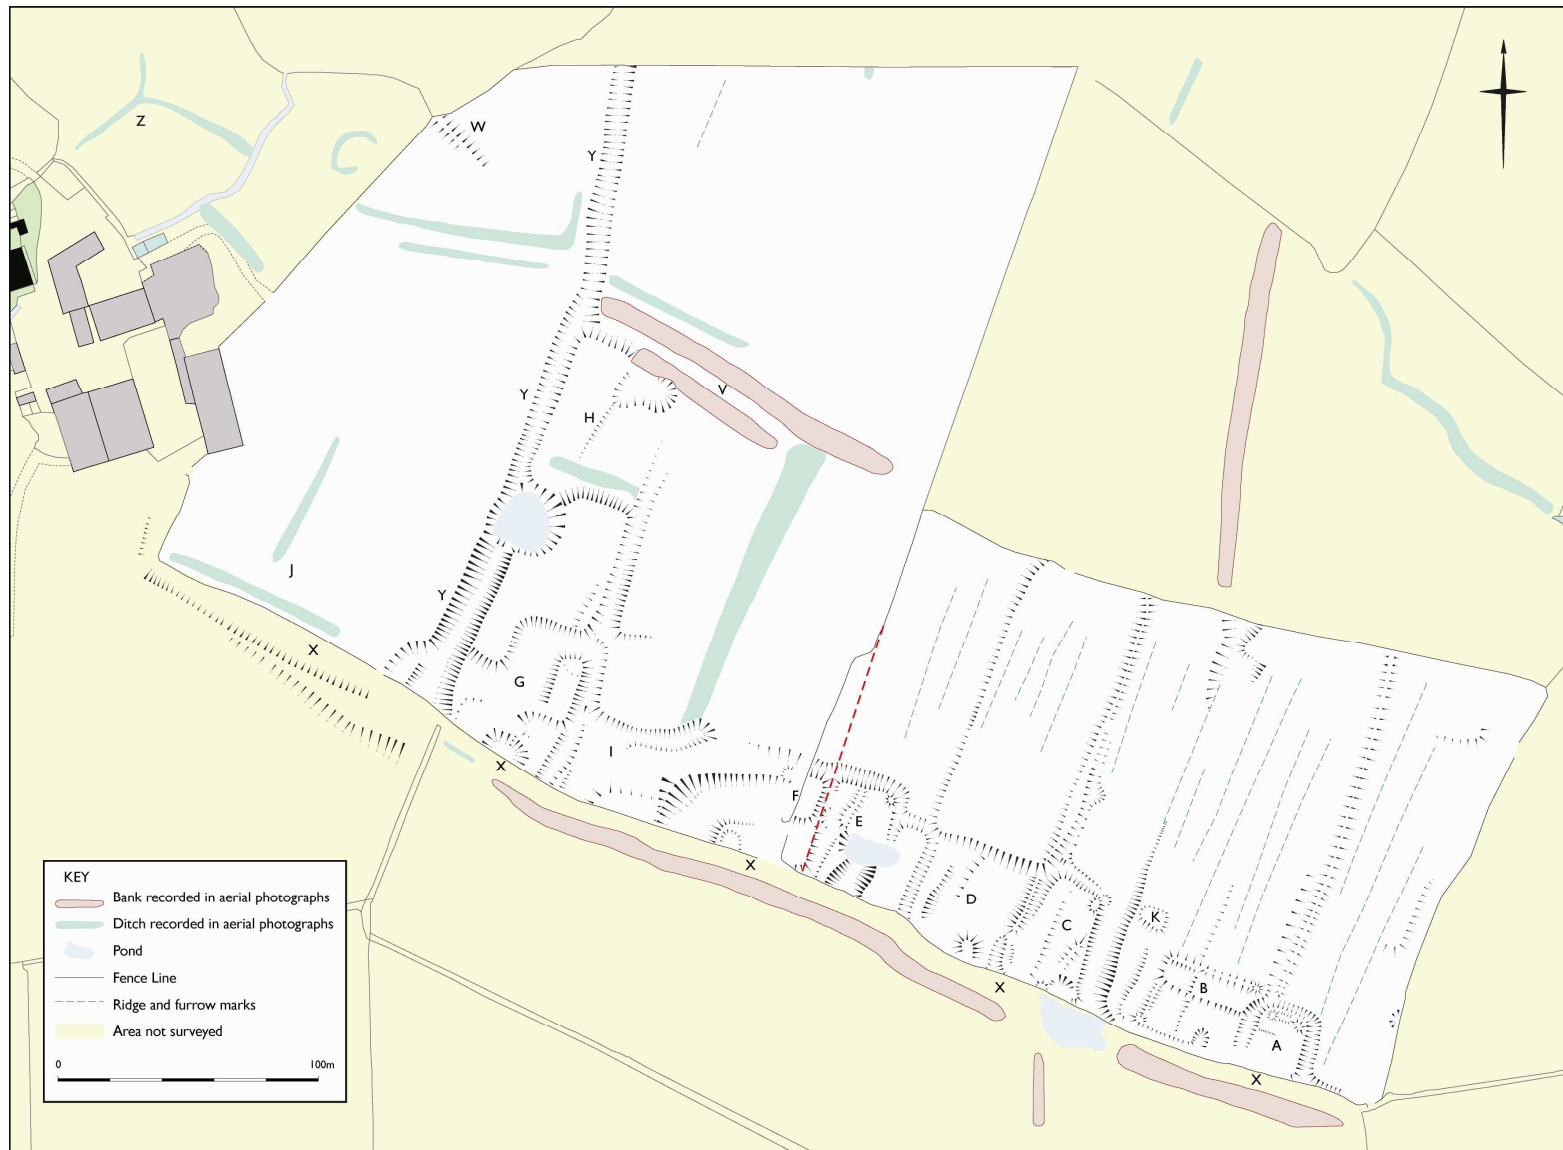 Z
W
Y
Y
V
H
J
Y
X
G
I
X
F
E
X
D
C
K
X
B
A
X
KEY
Bank recorded in aerial photographs
Ditch recorded in aerial photographs
Pond
Fence Line
Ridge and furrow marks
Area not surveyed
0 100m